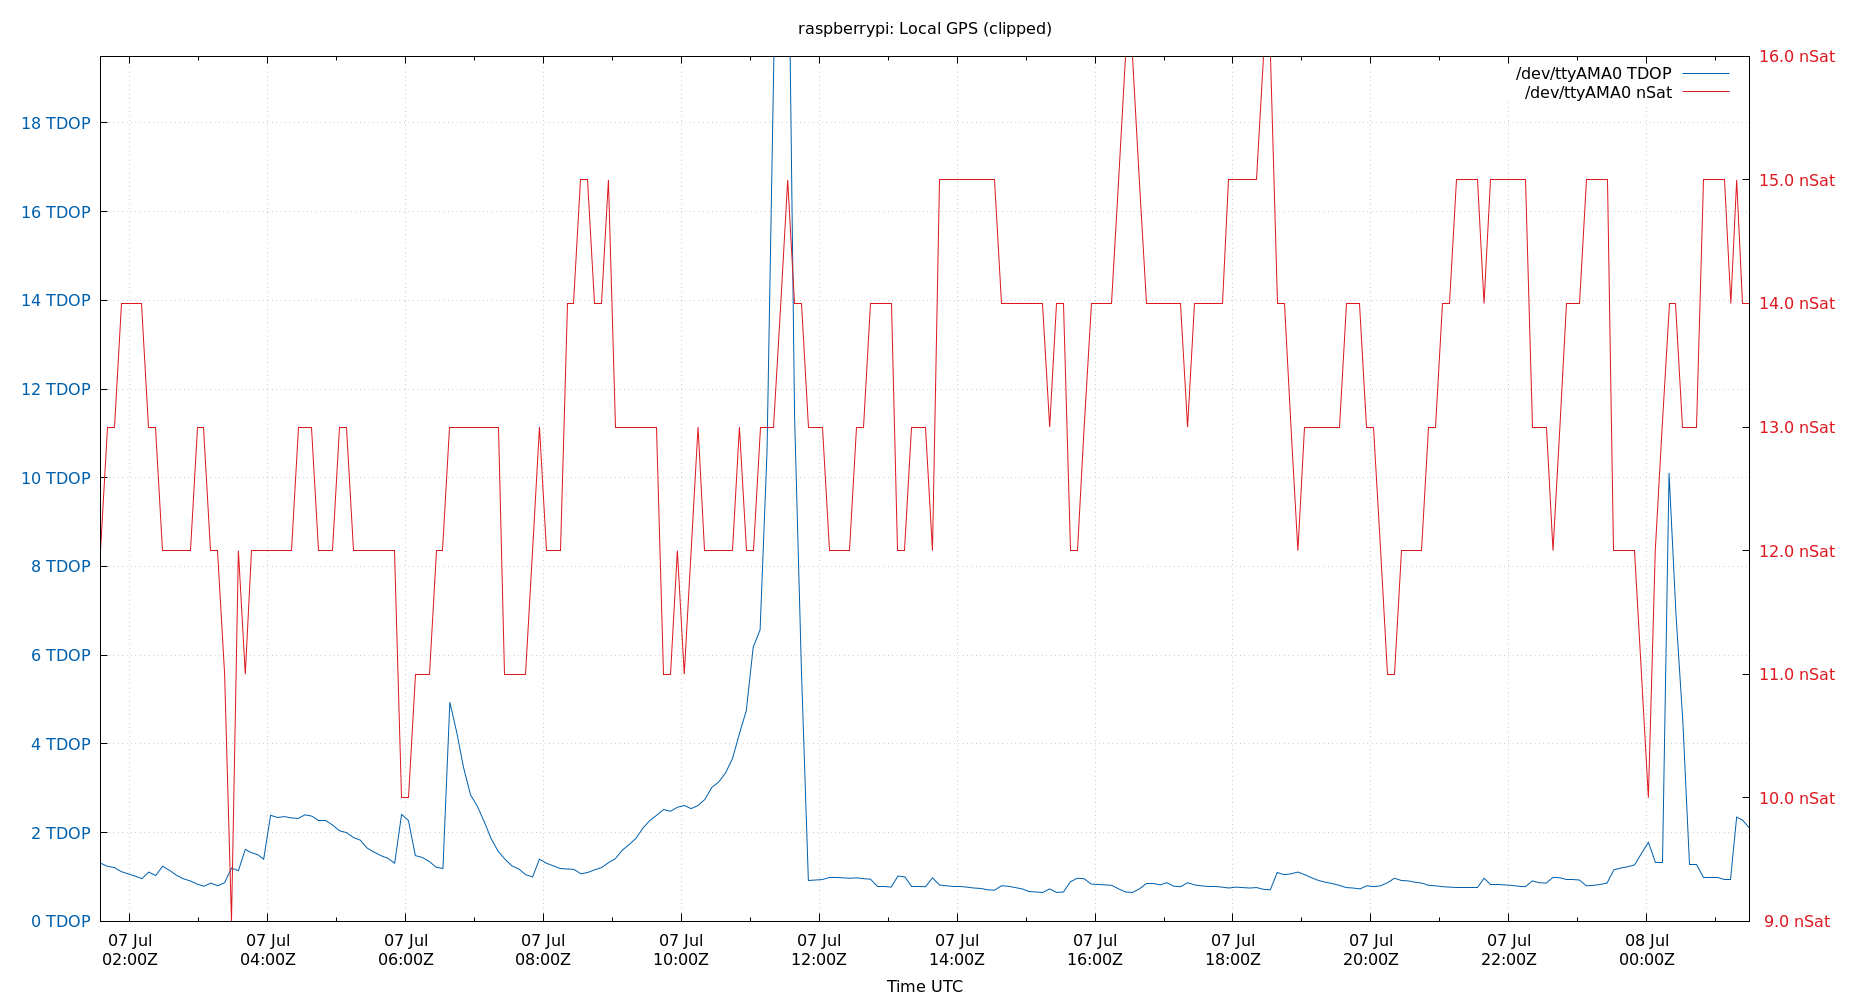 raspberrypi: Local GPS (clipped)
/dev/ttyAMA0 TDOP
/dev/ttyAMA0 nSat
18 TDOP
16 TDOP
14 TDOP
12 TDOP
10 TDOP
8 TDOP
6 TDOP
4 TDOP
2 TDOP
0 TDOP
16.0 nSat
15.0 nSat
14.0 nSat
13.0 nSat
12.0 nSat
11.0 nSat
10.0 nSat
9.0 nSat
07 Jul 02:00Z
07 Jul 04:00Z
07 Jul 06:00Z
07 Jul 08:00Z
07 Jul 10:00Z
07 Jul 12:00Z
07 Jul 14:00Z
07 Jul 16:00Z
07 Jul 18:00Z
07 Jul 20:00Z
07 Jul 22:00Z
08 Jul 00:00Z
Time UTC